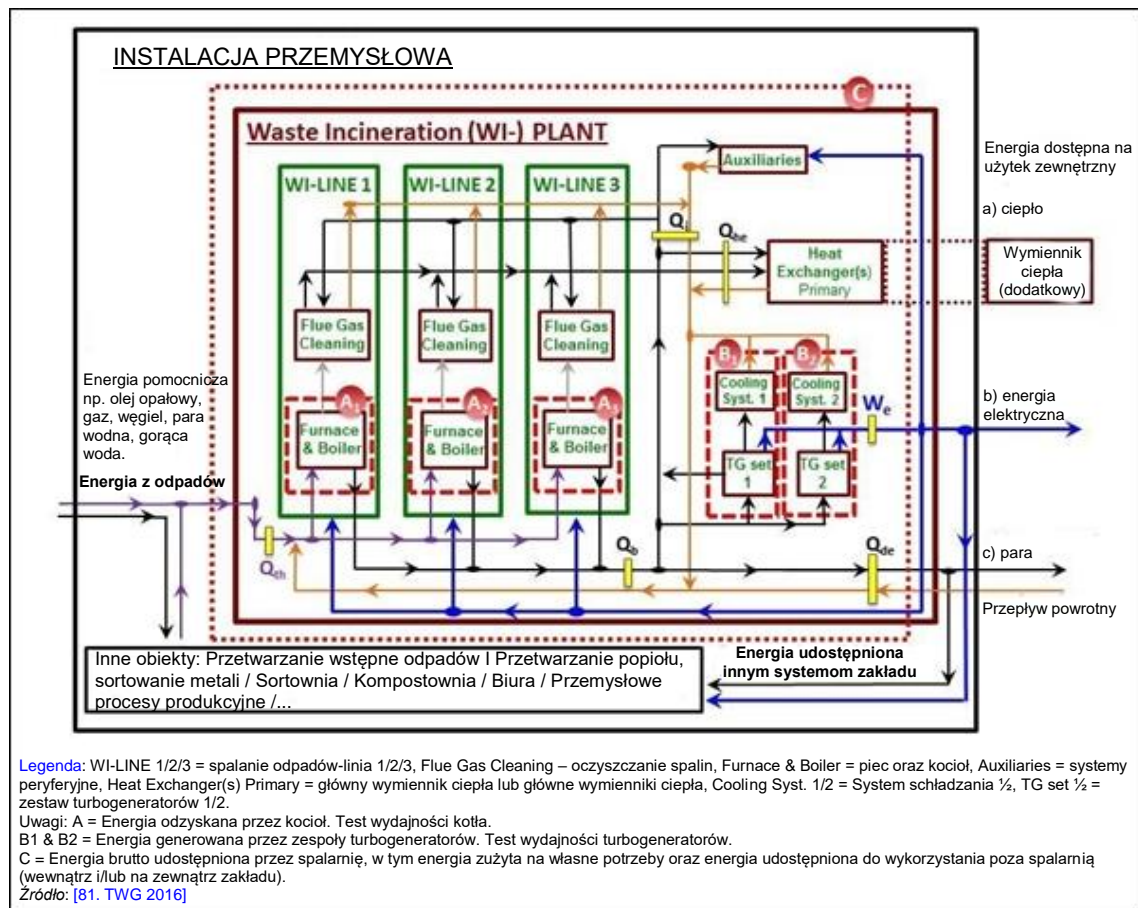 INSTALACJA PRZEMYSŁOWA
C
Waste Incineration (WI-) PLANT
Energia dostępna na
użytek zewnętrzny
Auxiliaries
WI-LINE 1
WI-LINE 2
WI-LINE 3
a) ciepło
Qi
Qhe
Heat
Exchanger(s)
Primary
Wymiennik
ciepła
(dodatkowy)
Flue Gas
Cleaning
Flue Gas
Cleaning
Flue Gas
Cleaning
B1
B2
Cooling
Syst. 1
Cooling
Syst. 2
Energia pomocnicza
np. olej opałowy,
gaz, węgiel, para
wodna, gorąca
woda.
A1
A2
A3
Furnace
& Boiler
Furnace
& Boiler
Furnace
& Boiler
We
b) energia
elektryczna
TG set
1
TG set
2
Energia z odpadów
Qth
Qb
Qde
c) para
Przepływ powrotny
Inne obiekty: Przetwarzanie wstępne odpadów I Przetwarzanie popiołu,
sortowanie metali / Sortownia / Kompostownia / Biura / Przemysłowe
procesy produkcyjne /...
Energia udostępniona
innym systemom zakładu
Legenda: WI-LINE 1/2/3 = spalanie odpadów-linia 1/2/3, Flue Gas Cleaning – oczyszczanie spalin, Furnace & Boiler = piec oraz kocioł, Auxiliaries = systemy
peryferyjne, Heat Exchanger(s) Primary = główny wymiennik ciepła lub główne wymienniki ciepła, Cooling Syst. 1/2 = System schładzania ½, TG set ½ =
zestaw turbogeneratorów 1/2.
Uwagi: A = Energia odzyskana przez kocioł. Test wydajności kotła.
B1 & B2 = Energia generowana przez zespoły turbogeneratorów. Test wydajności turbogeneratorów.
C = Energia brutto udostępniona przez spalarnię, w tym energia zużyta na własne potrzeby oraz energia udostępniona do wykorzystania poza spalarnią
(wewnątrz i/lub na zewnątrz zakładu).
Źródło: [81. TWG 2016]